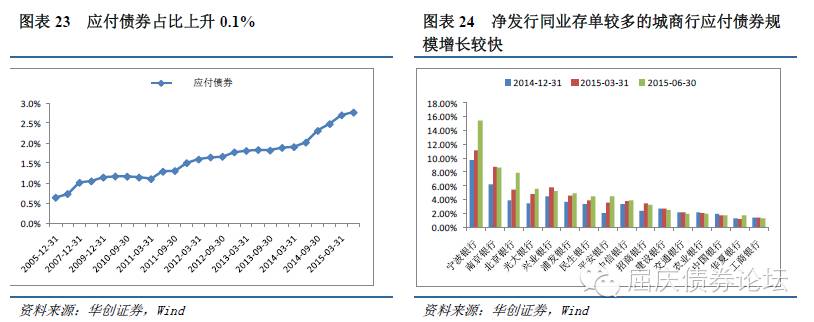 图表 23 应付债券占比上升 0.1%
应付债券
3.0%
2.5%
2.0%
1.5%
1.0%
0.5%
0.0%
2005-12-31
2007-12-31
2009-12-31
2010-09-30
2011-03-31
2011-09-30
2012-03-31
2012-09-30
2013-03-31
2013-09-30
2014-03-31
2014-09-30
2015-03-31
资料来源：华创证券，Wind
图表 24 净发行同业存单较多的城商行应付债券规
模增长较快
2014-12-31 2015-03-31 2015-06-30
18.00%
16.00%
14.00%
12.00%
10.00%
8.00%
6.00%
4.00%
2.00%
0.00%
宁波银行
南京银行
北京银行
光大银行
兴业银行
浦发银行
民生银行
平安银行
中信银行
招商银行
建设银行
交通银行
农业银行
中国银行
华夏银行
工商银行
资料来源：华创证券，Wind
屈庆债券论坛